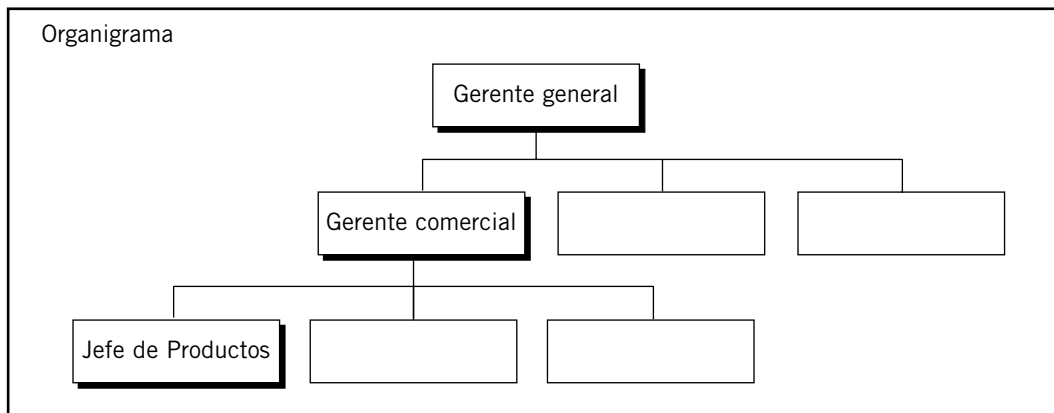 Organigrama
Gerente general
Gerente comercial
Jefe de Productos